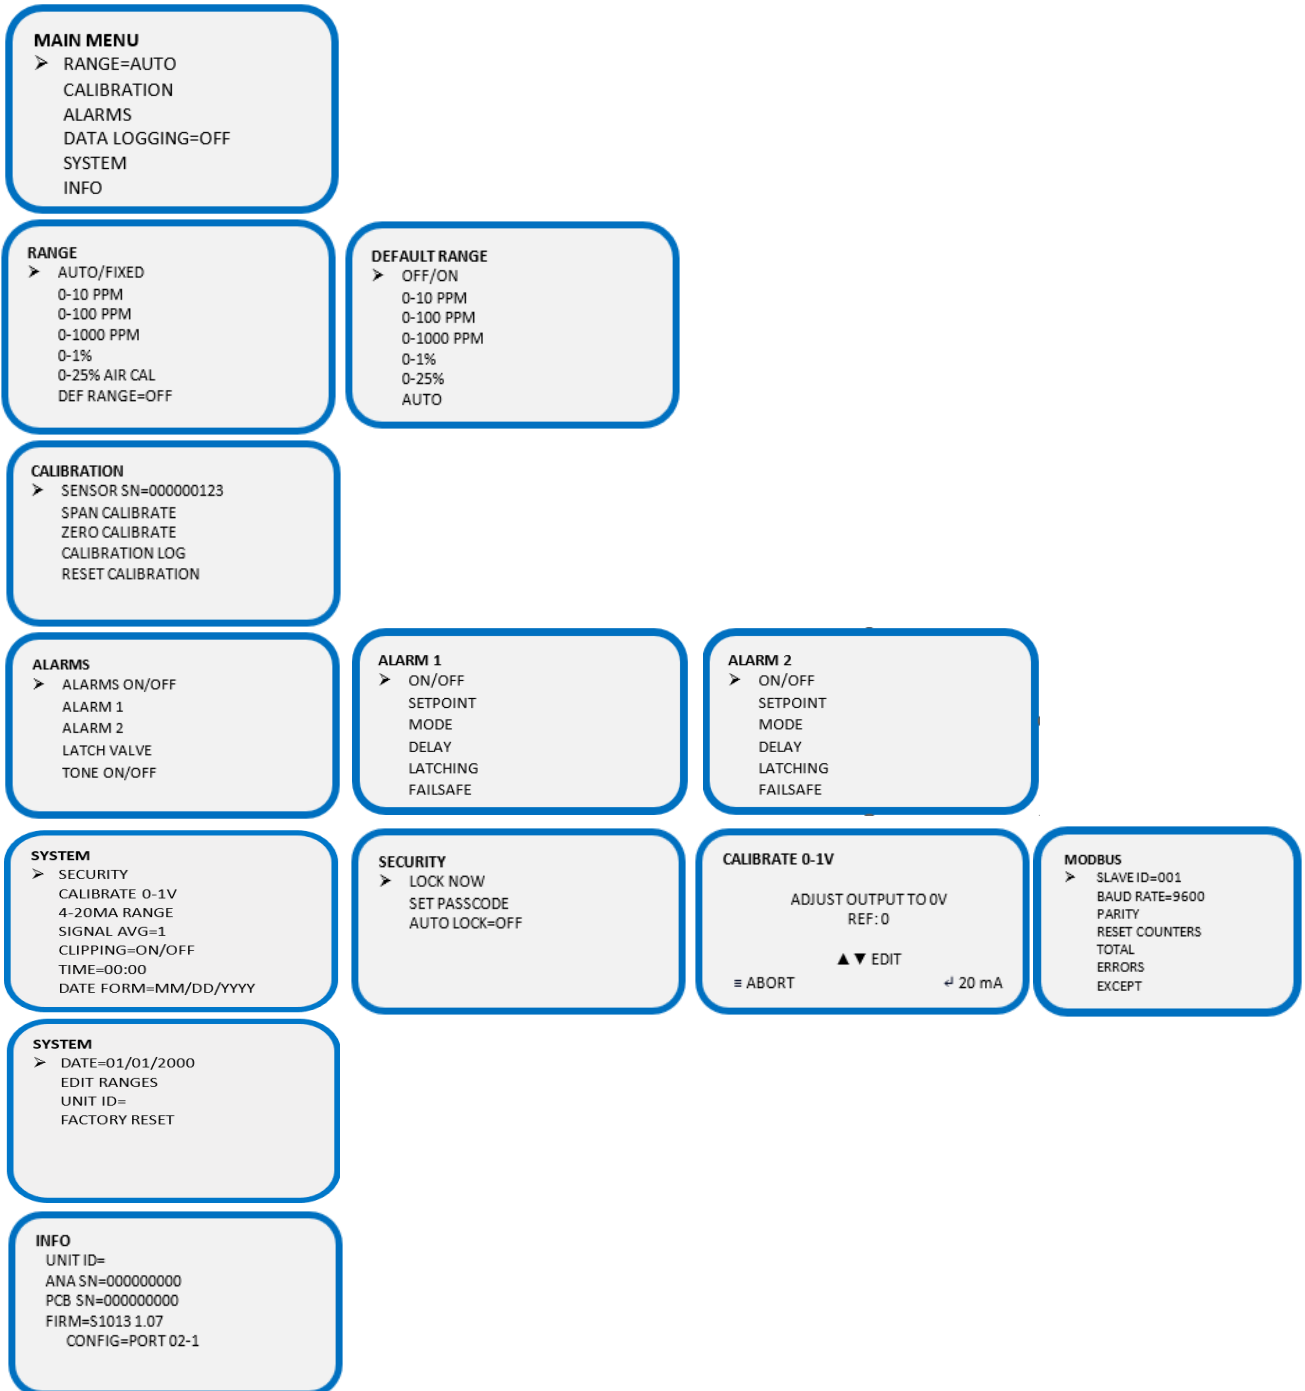 MAIN MENU
➤ RANGE=AUTO
CALIBRATION
ALARMS
DATA LOGGING=OFF
SYSTEM
INFO
RANGE
➤ AUTO/FIXED
0-10 PPM
0-100 PPM
0-1000 PPM
0-1%
0-25% AIR CAL
DEF RANGE=OFF
DEFAULT RANGE
➤ OFF/ON
0-10 PPM
0-100 PPM
0-1000 PPM
0-1%
0-25%
AUTO
CALIBRATION
➤ SENSOR SN=000000123
SPAN CALIBRATE
ZERO CALIBRATE
CALIBRATION LOG
RESET CALIBRATION
ALARMS
➤ ALARMS ON/OFF
ALARM 1
ALARM 2
LATCH VALVE
TONE ON/OFF
ALARM 1
➤ ON/OFF
SETPOINT
MODE
DELAY
LATCHING
FAILSAFE
ALARM 2
➤ ON/OFF
SETPOINT
MODE
DELAY
LATCHING
FAILSAFE
SYSTEM
➤ SECURITY
CALIBRATE 0-1V
4-20MA RANGE
SIGNAL AVG=1
CLIPPING=ON/OFF
TIME=00:00
DATE FORM=MM/DD/YYYY
SECURITY
➤ LOCK NOW
SET PASSCODE
AUTO LOCK=OFF
CALIBRATE 0-1V
ADJUST OUTPUT TO 0V
REF: 0
▲▼ EDIT
≡ ABORT ↵ 20 mA
MODBUS
➤ SLAVE ID=001
BAUD RATE=9600
PARITY
RESET COUNTERS
TOTAL
ERRORS
EXCEPT
SYSTEM
➤ DATE=01/01/2000
EDIT RANGES
UNIT ID=
FACTORY RESET
INFO
UNIT ID=
ANA SN=000000000
PCB SN=000000000
FIRM=S1013 1.07
CONFIG=PORT 02-1